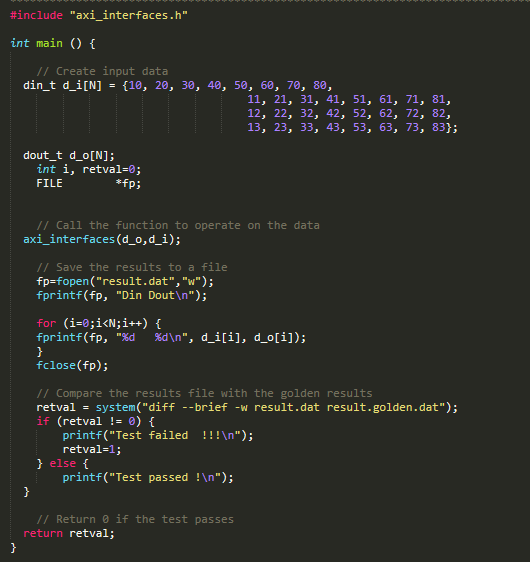 #include "axi_interfaces.h"
int main () {
// Create input data
din_t d_i[N] = {10, 20, 30, 40, 50, 60, 70, 80,
11, 21, 31, 41, 51, 61, 71, 81,
12, 22, 32, 42, 52, 62, 72, 82,
13, 23, 33, 43, 53, 63, 73, 83};
dout_t d_o[N];
int i, retval=0;
FILE *fp;
// Call the function to operate on the data
axi_interfaces(d_o,d_i);
// Save the results to a file
fp=fopen("result.dat","w");
fprintf(fp, "Din Dout\n");
for (i=0;i<N;i++) {
fprintf(fp, "%d   %d\n", d_i[i], d_o[i]);
}
fclose(fp);
// Compare the results file with the golden results
retval = system("diff --brief -w result.dat result.golden.dat");
if (retval != 0) {
printf("Test failed  !!!\n");
retval=1;
} else {
printf("Test passed !\n");
}
// Return 0 if the test passes
return retval;
}